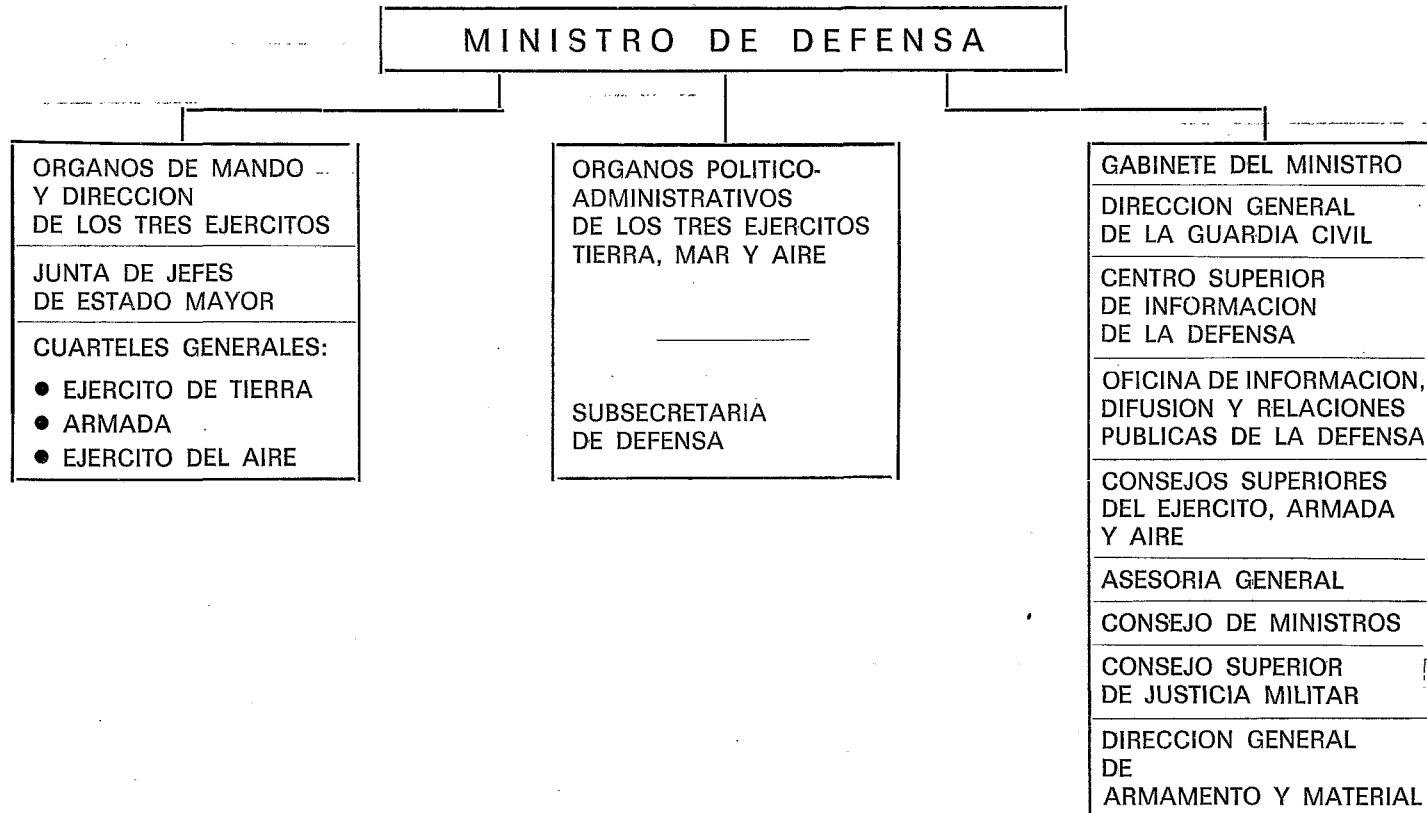 MINISTRO DE DEFENSA
ORGANOS DE MANDO
Y DIRECCION
DE LOS TRES EJERCITOS
JUNTA DE JEFES
DE ESTADO MAYOR
CUARTELES GENERALES:
● EJERCITO DE TIERRA
● ARMADA
● EJERCITO DEL AIRE
ORGANOS POLITICO-
ADMINISTRATIVOS
DE LOS TRES EJERCITOS
TIERRA, MAR Y AIRE
SUBSECRETARIA
DE DEFENSA
GABINETE DEL MINISTRO
DIRECCION GENERAL
DE LA GUARDIA CIVIL
CENTRO SUPERIOR
DE INFORMACION
DE LA DEFENSA
OFICINA DE INFORMACION,
DIFUSION Y RELACIONES
PUBLICAS DE LA DEFENSA
CONSEJOS SUPERIORES
DEL EJERCITO, ARMADA
Y AIRE
ASESORIA GENERAL
CONSEJO DE MINISTROS
CONSEJO SUPERIOR
DE JUSTICIA MILITAR
DIRECCION GENERAL
DE
ARMAMENTO Y MATERIAL